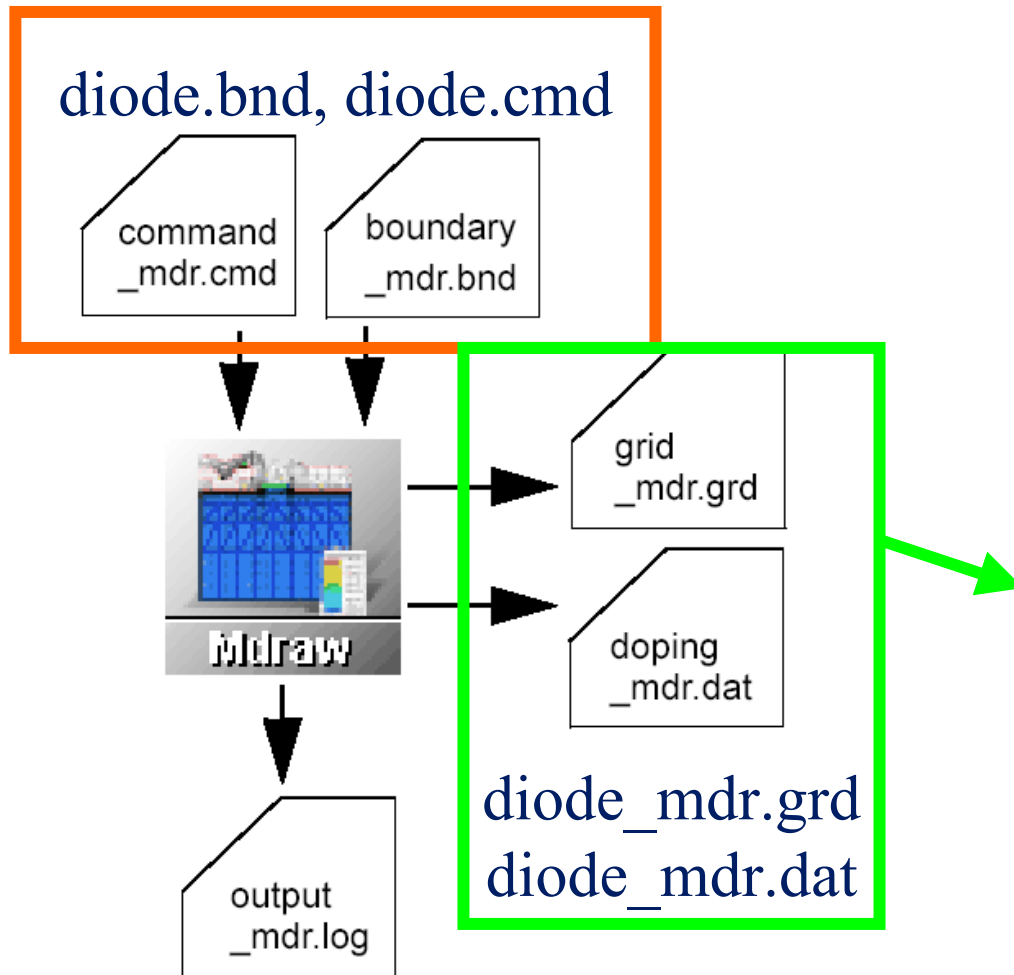 diode.bnd, diode.cmd
command
_mdr.cmd
boundary
_mdr.bnd
grid
_mdr.grd
Mdraw
doping
_mdr.dat
diode_mdr.grd
diode_mdr.dat
output
_mdr.log